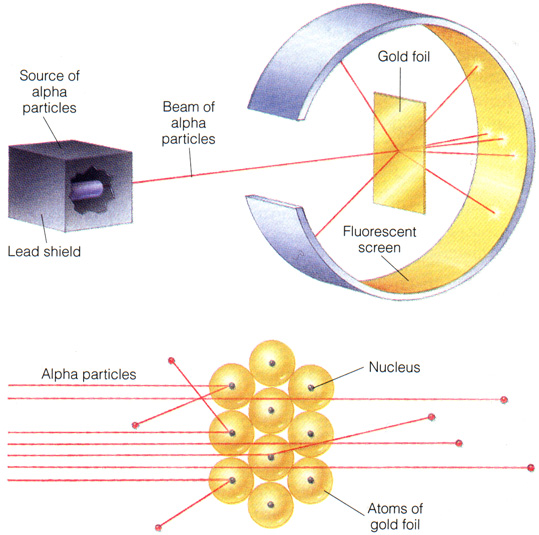 Source of
alpha
particles
Beam of
alpha
particles
Gold foil
Lead shield
Fluorescent
screen
Alpha particles
Nucleus
Atoms of
gold foil